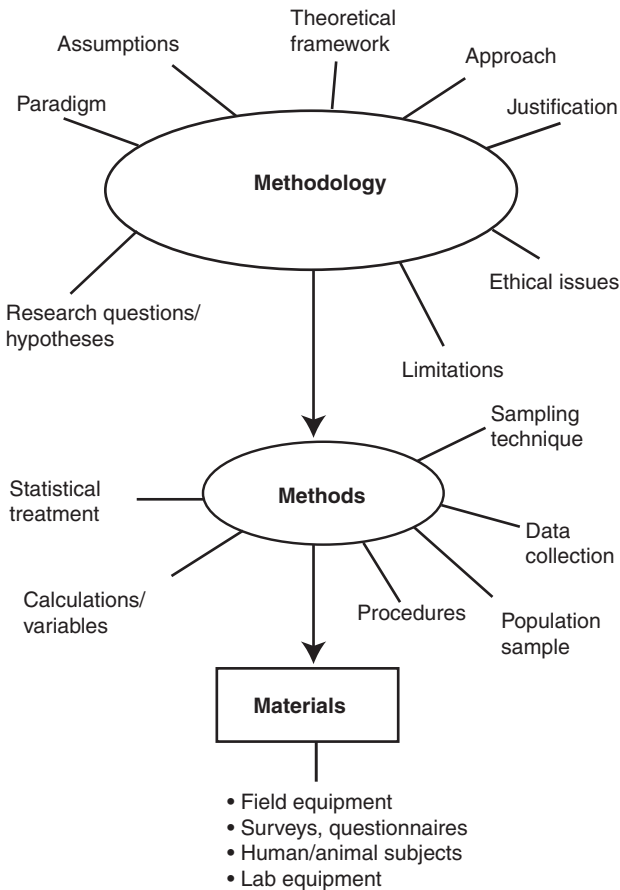 Theoretical
framework
Assumptions
Approach
Paradigm
Justification
Methodology
Ethical issues
Research questions/
hypotheses
Limitations
Sampling
technique
Statistical
treatment
Methods
Data
collection
Calculations/
variables
Procedures
Population
sample
Materials
• Field equipment
• Surveys, questionnaires
• Human/animal subjects
• Lab equipment